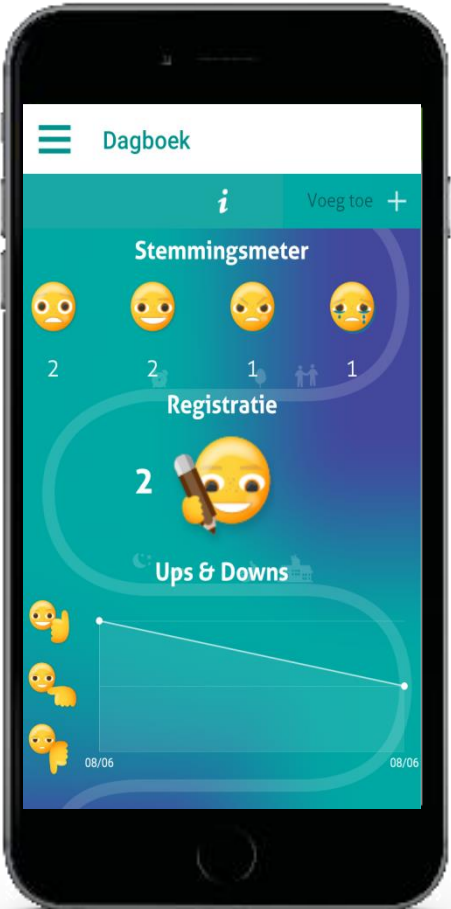 Dagboek
i
Voeg toe +
Stemmingsmeter
2 2 1 1
Registratie
2
Ups & Downs
08/06 08/06